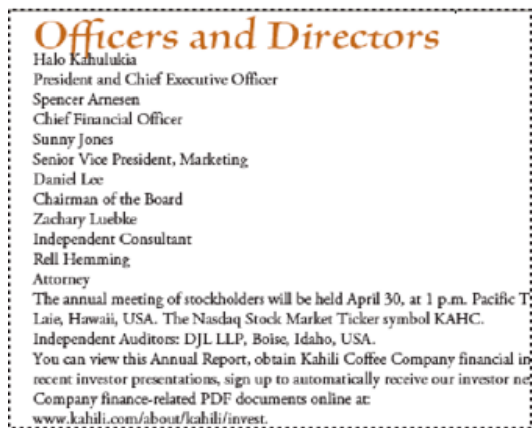 Officers and Directors
Halo Kahulukia
President and Chief Executive Officer
Spencer Arnesen
Chief Financial Officer
Sunny Jones
Senior Vice President, Marketing
Daniel Lee
Chairman of the Board
Zachary Luebke
Independent Consultant
Rell Hemming
Attorney
The annual meeting of stockholders will be held April 30, at 1 p.m. Pacific
Laie, Hawaii, USA. The Nasdaq Stock Market Ticker symbol KAHC.
Independent Auditors: DJL LLP, Boise, Idaho, USA.
You can view this Annual Report, obtain Kahili Coffee Company financial
recent investor presentations, sign up to automatically receive our investor
Company finance-related PDF documents online at:
www.kahili.com/about/kahili/invest.